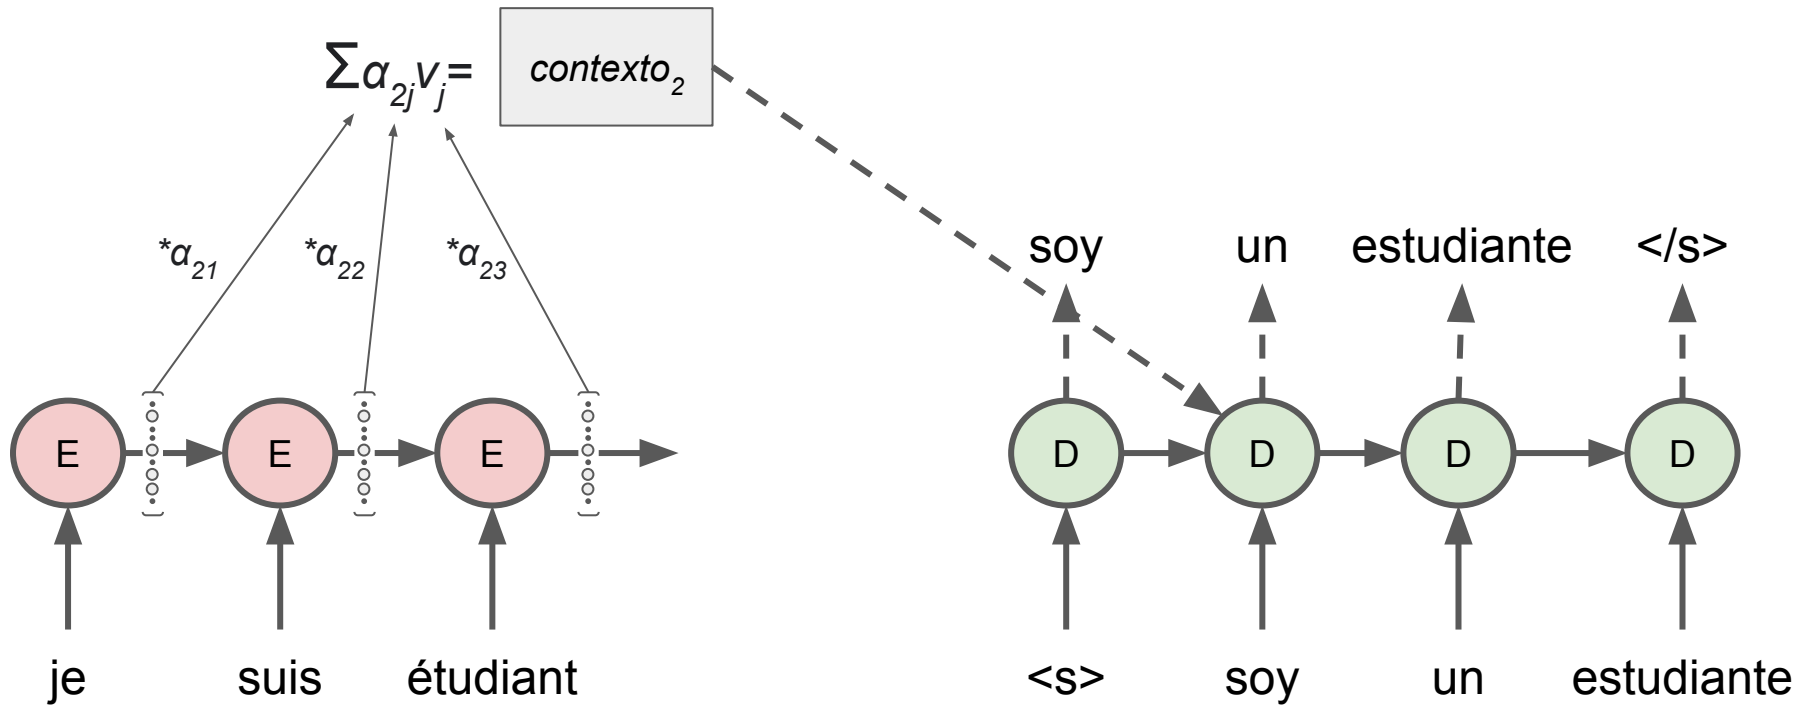 Σα2jvj= contexto2
*α21 *α22 *α23
soy un estudiante </s>
E E E D D D D
je suis étudiant <s> soy un estudiante